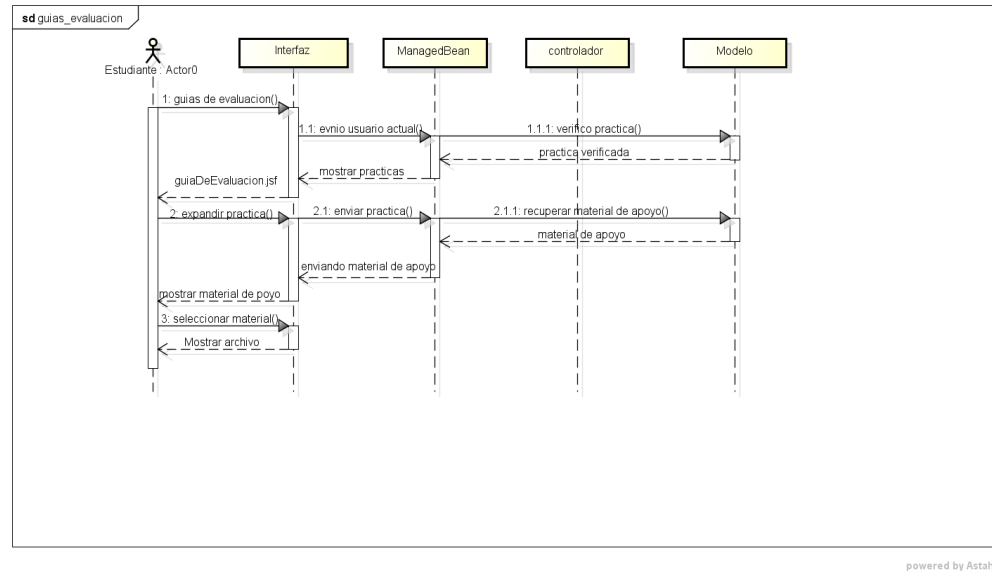 sd guias_evaluacion
Estudiante : Actor0
Interfaz
ManagedBean
controlador
Modelo
1: guias de evaluacion()
1.1: evnio usuario actual()
1.1.1: verifico practica()
practica verificada
mostrar practicas
guiaDeEvaluacion.jsf
2: expandir practica()
2.1: enviar practica()
2.1.1: recuperar material de apoyo()
material de apoyo
enviando material de apoyo
mostrar material de poyo
3: seleccionar material()
Mostrar archivo
powered by Astah